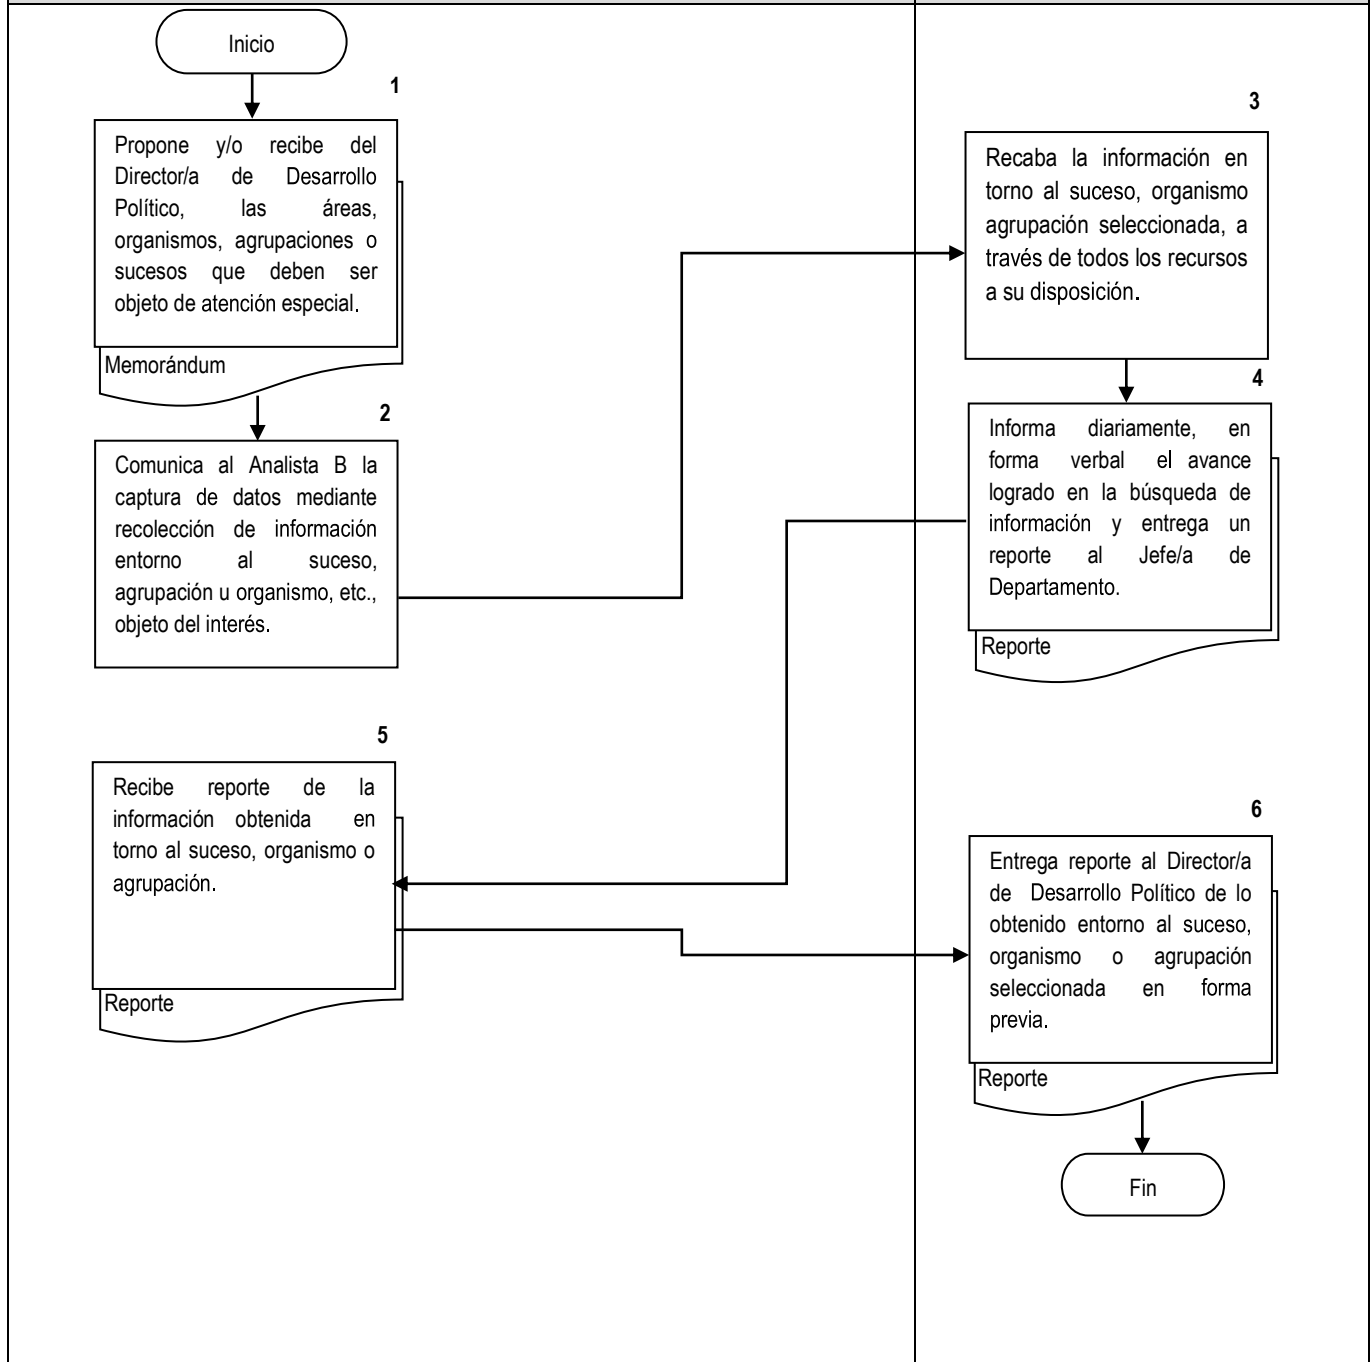 Inicio
1
Propone y/o recibe del
Director/a de Desarrollo
Político, las áreas,
organismos, agrupaciones o
sucesos que deben ser
objeto de atención especial.
Memorándum
2
Comunica al Analista B la
captura de datos mediante
recolección de información
entorno al suceso,
agrupación u organismo, etc.,
objeto del interés.
3
Recaba la información en
torno al suceso, organismo
agrupación seleccionada, a
través de todos los recursos
a su disposición.
4
Informa diariamente, en
forma verbal el avance
logrado en la búsqueda de
información y entrega un
reporte al Jefe/a de
Departamento.
Reporte
5
Recibe reporte de la
información obtenida en
torno al suceso, organismo o
agrupación.
Reporte
6
Entrega reporte al Director/a
de Desarrollo Político de lo
obtenido entorno al suceso,
organismo o agrupación
seleccionada en forma
previa.
Reporte
Fin